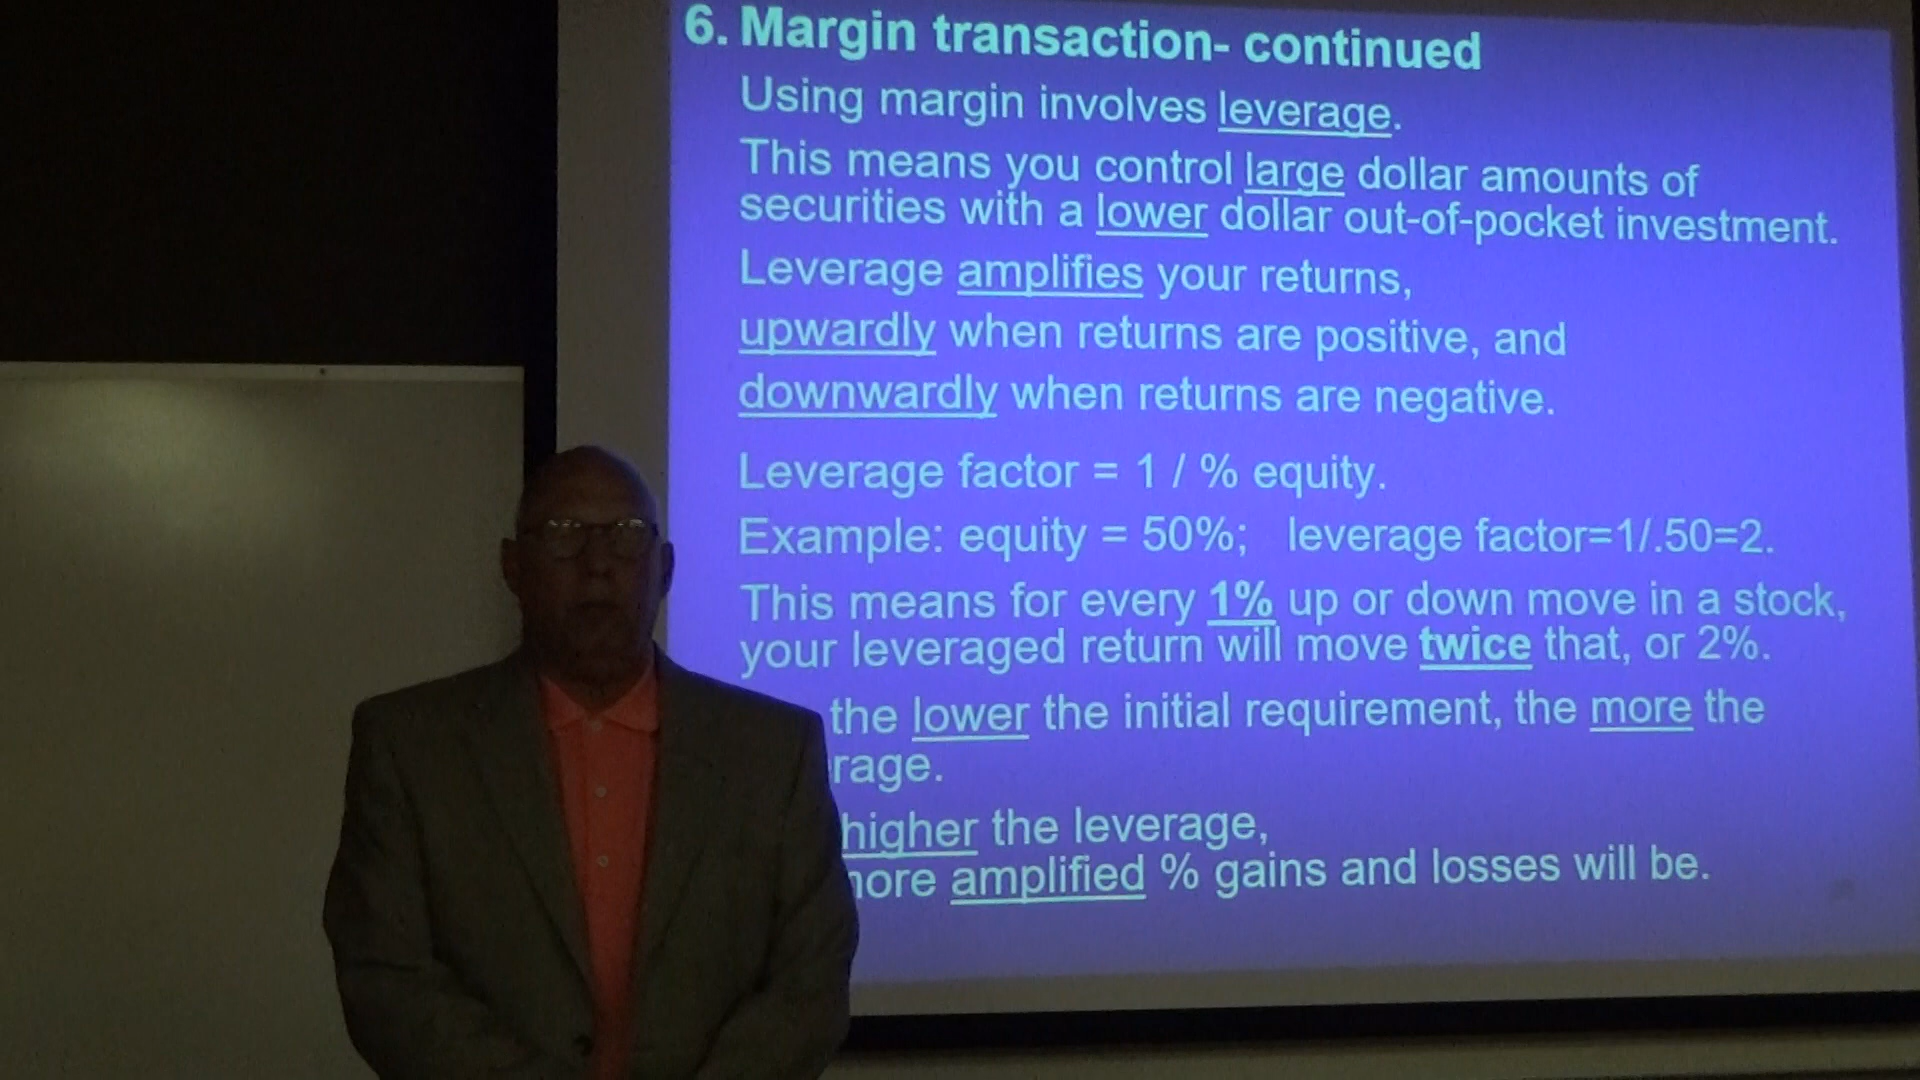 6. Margin transaction- continued
Using margin involves leverage.
This means you control large dollar amounts of
securities with a lower dollar out-of-pocket investment.
Leverage amplifies your returns,
upwardly when returns are positive, and
downwardly when returns are negative.
Leverage factor = 1 / % equity.
Example: equity = 50%; leverage factor=1/.50=2.
This means for every 1% up or down move in a stock,
your leveraged return will move twice that, or 2%.
the lower the initial requirement, the more the
rage.
higher the leverage,
ore amplified % gains and losses will be.